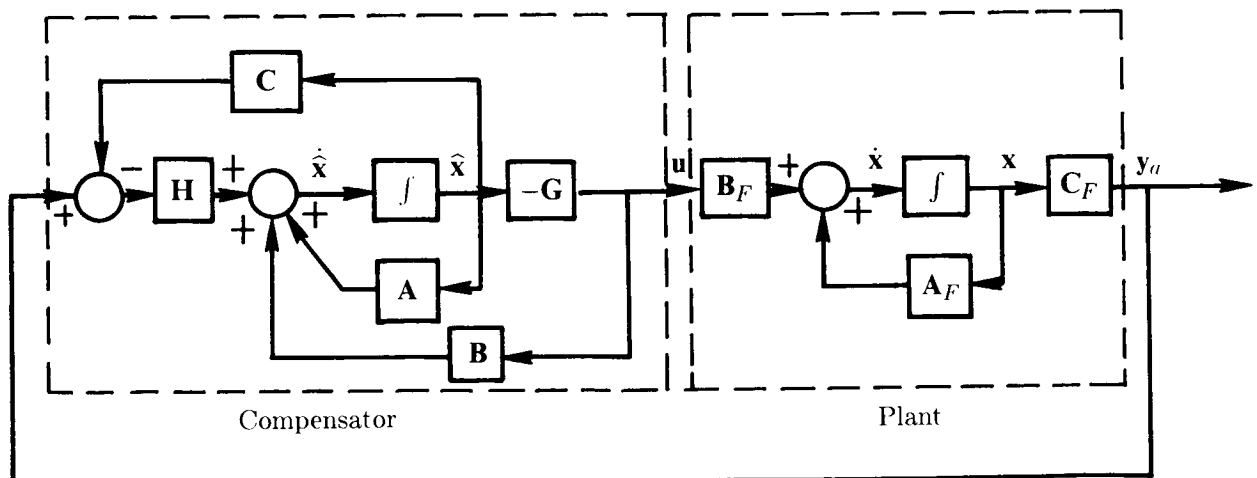 C
− H + ẋ̂ ∫ x̂ −G u B_F + ẋ ∫ x C_F y_a
+ + + +
A A_F
B
Compensator Plant